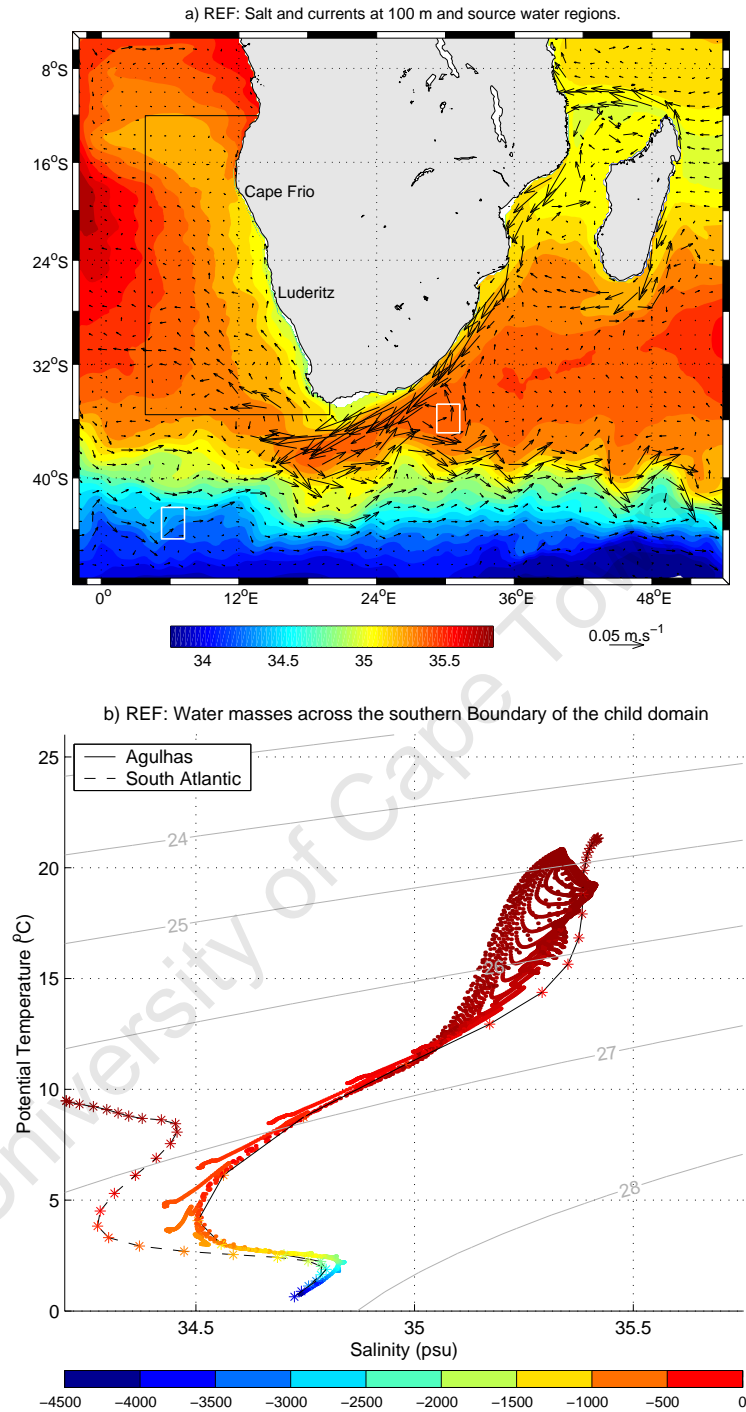 a) REF: Salt and currents at 100 m and source water regions.
8°S
16°S
24°S
32°S
40°S
Cape Frio
Luderitz
0° 12°E 24°E 36°E 48°E
34 34.5 35 35.5
0.05 m.s⁻¹
b) REF: Water masses across the southern Boundary of the child domain
Agulhas
South Atlantic
25
20
15
10
5
0
Potential Temperature (⁰C)
24
25
26
27
28
34.5 35 35.5
Salinity (psu)
−4500 −4000 −3500 −3000 −2500 −2000 −1500 −1000 −500 0
University of Cape Town